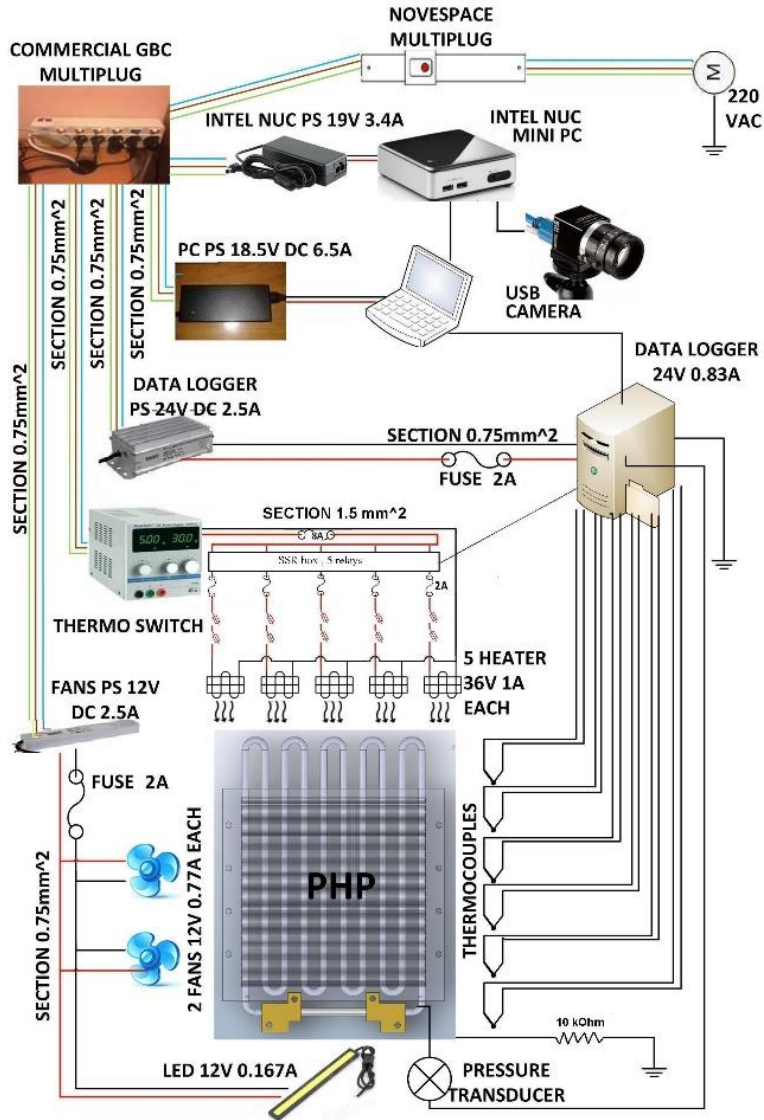 NOVESPACE
MULTIPLUG
COMMERCIAL GBC
MULTIPLUG
M
220
VAC
INTEL NUC PS 19V 3.4A
INTEL NUC
MINI PC
SECTION 0.75mm^2
SECTION 0.75mm^2
SECTION 0.75mm^2
SECTION 0.75mm^2
PC PS 18.5V DC 6.5A
USB
CAMERA
DATA LOGGER
24V 0.83A
DATA LOGGER
PS 24V DC 2.5A
SECTION 0.75mm^2
FUSE 2A
SECTION 1.5 mm^2
8A
5.00 30.0
SSR box , 5 relays
2A
THERMO SWITCH
5 HEATER
36V 1A
EACH
FANS PS 12V
DC 2.5A
FUSE 2A
SECTION 0.75mm^2
2 FANS 12V 0.77A EACH
PHP
THERMOCOUPLES
10 kOhm
LED 12V 0.167A
PRESSURE
TRANSDUCER